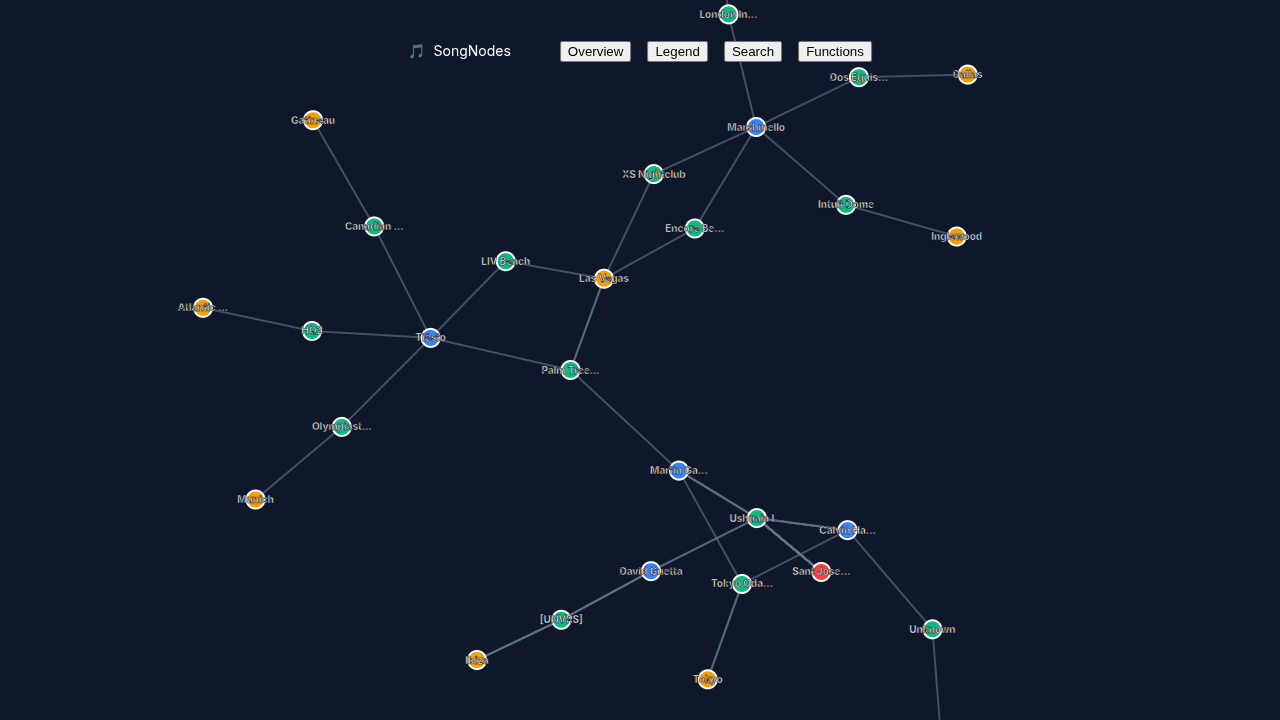 London In...
SongNodes
Overview
Legend
Search
Functions
Dos Equis...
Dallas
Gatineau
Marshmello
XS Nightclub
Intuit Dome
Canadian ...
Encore Be...
Inglewood
LIV Beach
Las Vegas
Atlantic ...
HQ2
Tiësto
Palm Tree...
Olympiast...
Martin Ga...
Munich
Ushuaïa I...
Calvin Ha...
David Guetta
Tokyo Oda...
Sant Jose...
[UNVRS]
Unknown
Ibiza
Tokyo